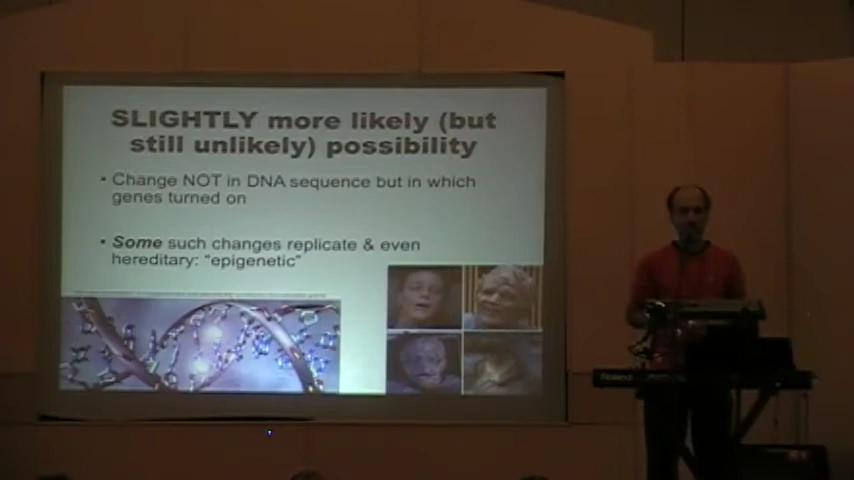 SLIGHTLY more likely (but
still unlikely) possibility
• Change NOT in DNA sequence but in which
genes turned on
• Some such changes replicate & even
hereditary: "epigenetic"
Roland